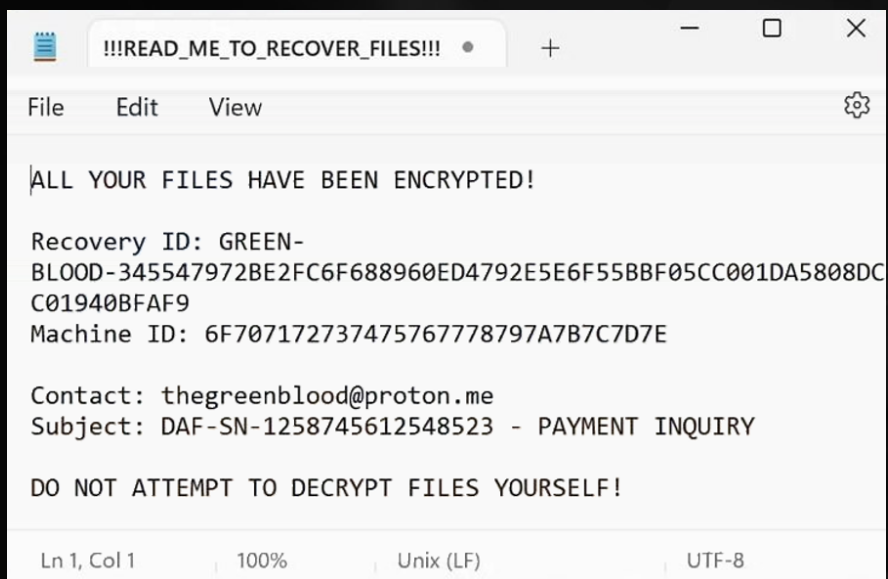 !!!READ_ME_TO_RECOVER_FILES!!!
File Edit View
ALL YOUR FILES HAVE BEEN ENCRYPTED!
Recovery ID: GREEN-
BLOOD-345547972BE2FC6F688960ED4792E5E6F55BBF05CC001DA5808DC
C01940BFAF9
Machine ID: 6F707172737475767778797A7B7C7D7E
Contact: thegreenblood@proton.me
Subject: DAF-SN-1258745612548523 - PAYMENT INQUIRY
DO NOT ATTEMPT TO DECRYPT FILES YOURSELF!
Ln 1, Col 1 100% Unix (LF) UTF-8